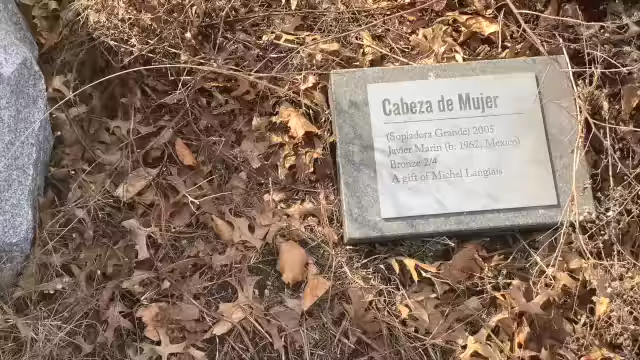 Cabeza de Mujer
(Sopladora Grande) 2005
Javier Marin (b. 1962, Mexico)
Bronze 2/4
A gift of Michel Langlais